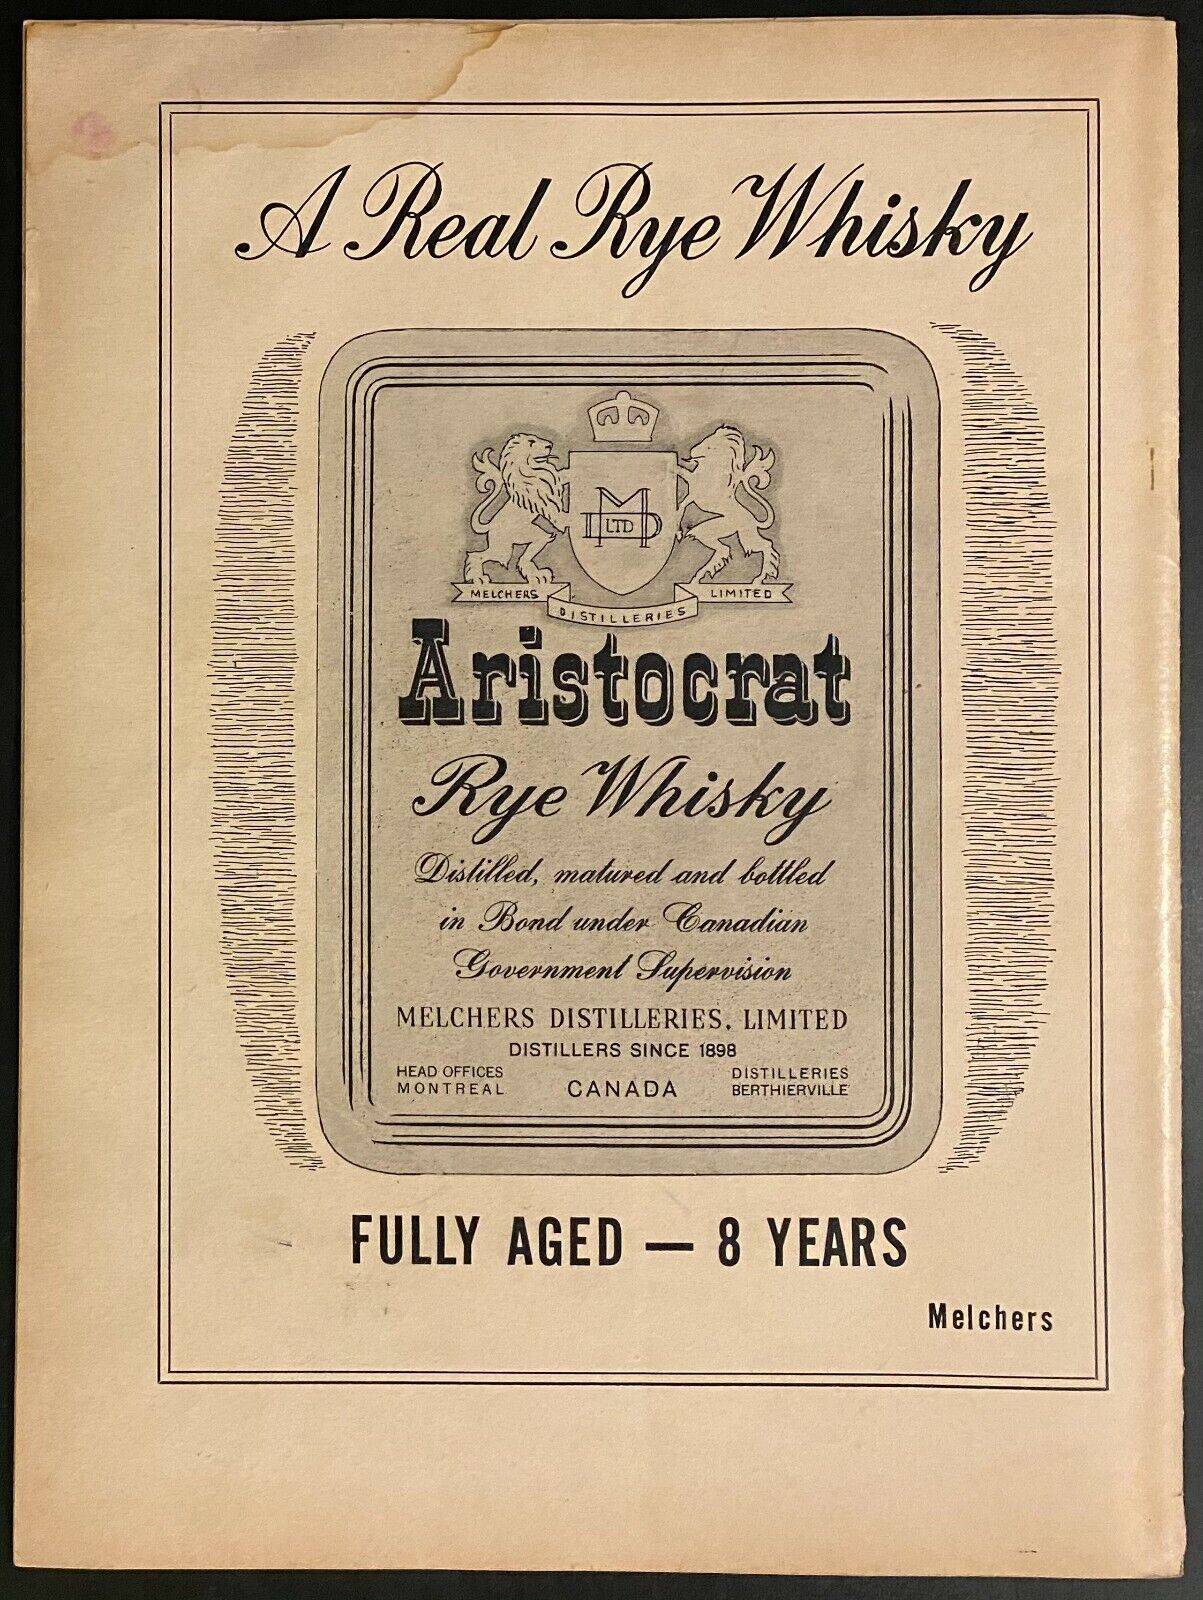 A Real Rye Whisky
MD
LTD
MELCHERS DISTILLERIES LIMITED
Aristocrat
Rye Whisky
Distilled, matured and bottled
in Bond under Canadian
Government Supervision
MELCHERS DISTILLERIES, LIMITED
DISTILLERS SINCE 1898
HEAD OFFICES
MONTREAL
CANADA
DISTILLERIES
BERTHIERVILLE
FULLY AGED — 8 YEARS
Melchers